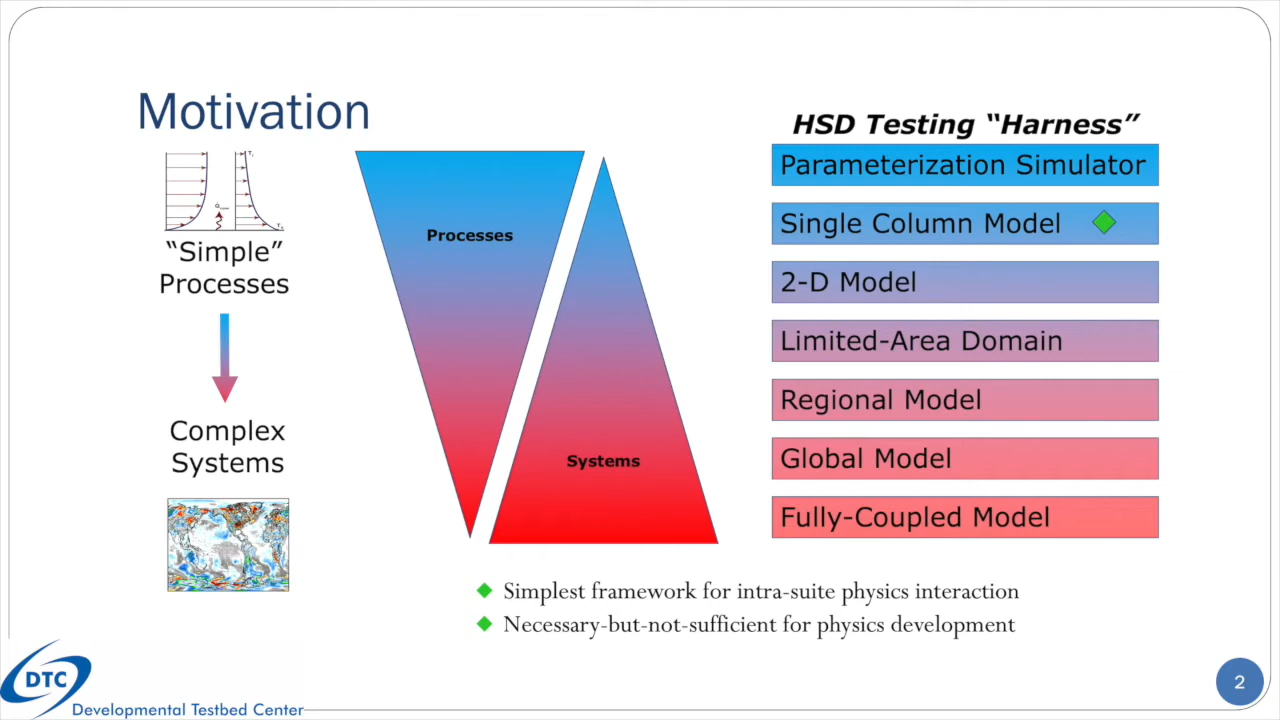 Motivation
"Simple"
Processes
Complex
Systems
Processes
Systems
HSD Testing “Harness”
Parameterization Simulator
Single Column Model
2-D Model
Limited-Area Domain
Regional Model
Global Model
Fully-Coupled Model
Simplest framework for intra-suite physics interaction
Necessary-but-not-sufficient for physics development
DTC
Developmental Testbed Center
2